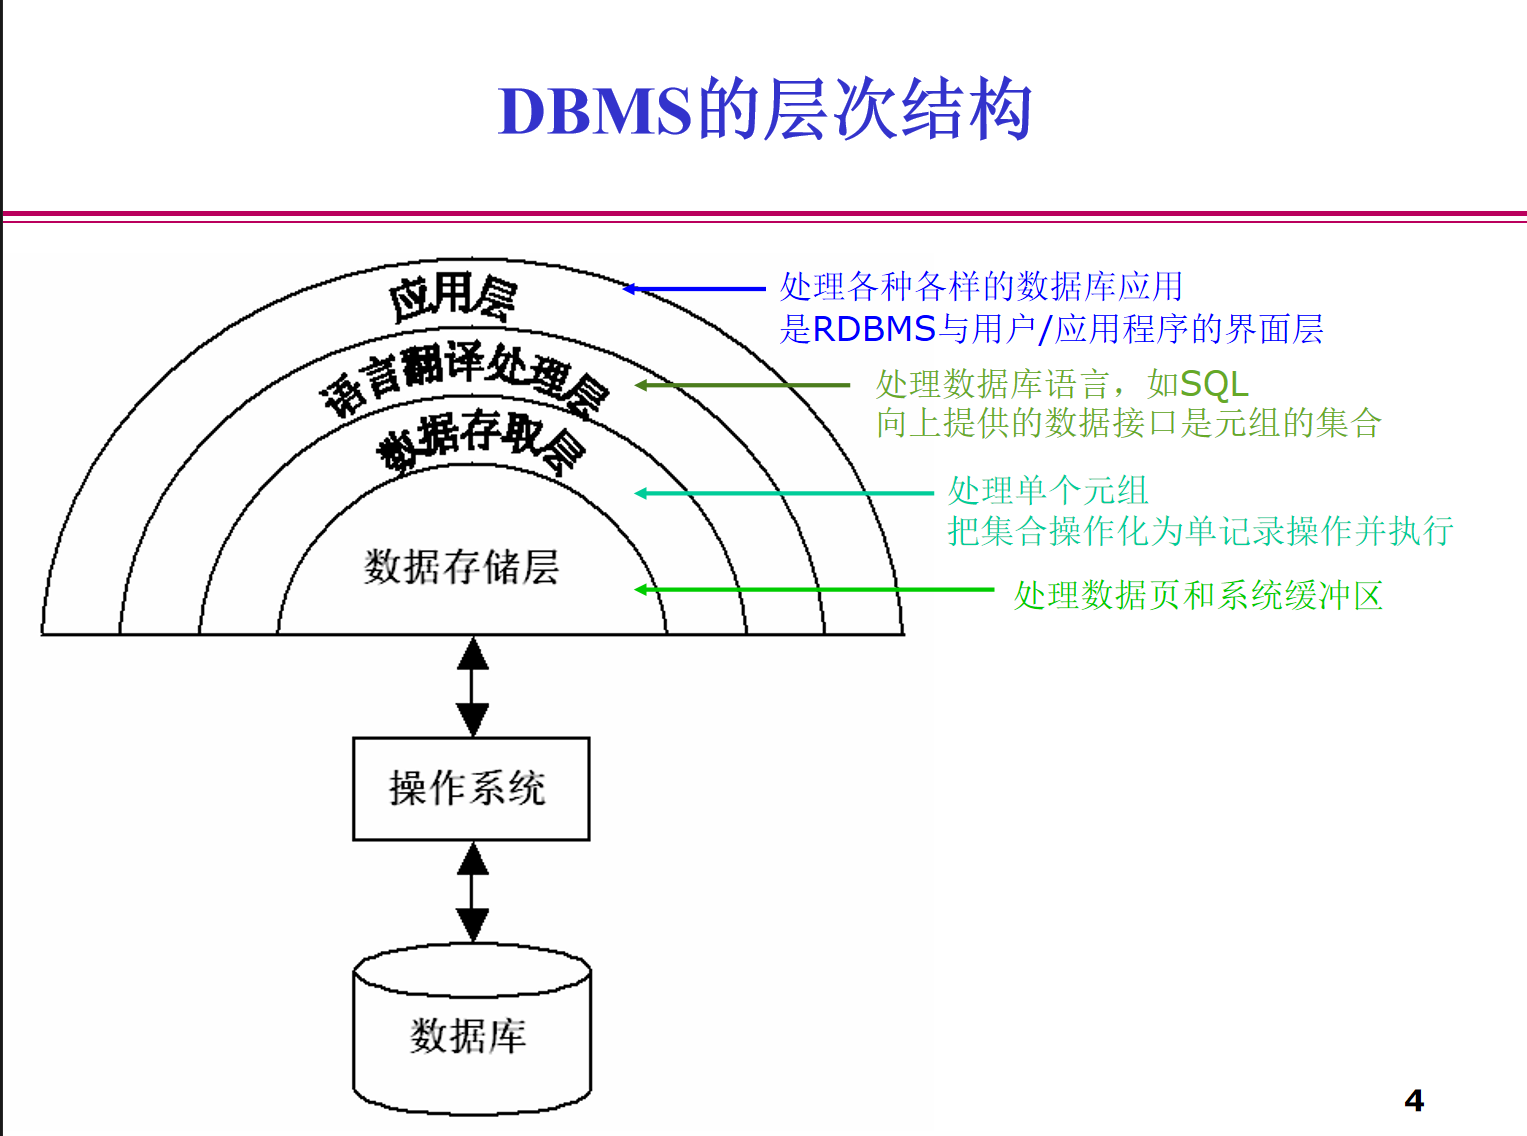 DBMS的层次结构
应用层
处理各种各样的数据库应用
是RDBMS与用户/应用程序的界面层
语言翻译处理层
处理数据库语言，如SQL
向上提供的数据接口是元组的集合
数据存取层
处理单个元组
把集合操作化为单记录操作并执行
数据存储层
处理数据页和系统缓冲区
操作系统
数据库
4